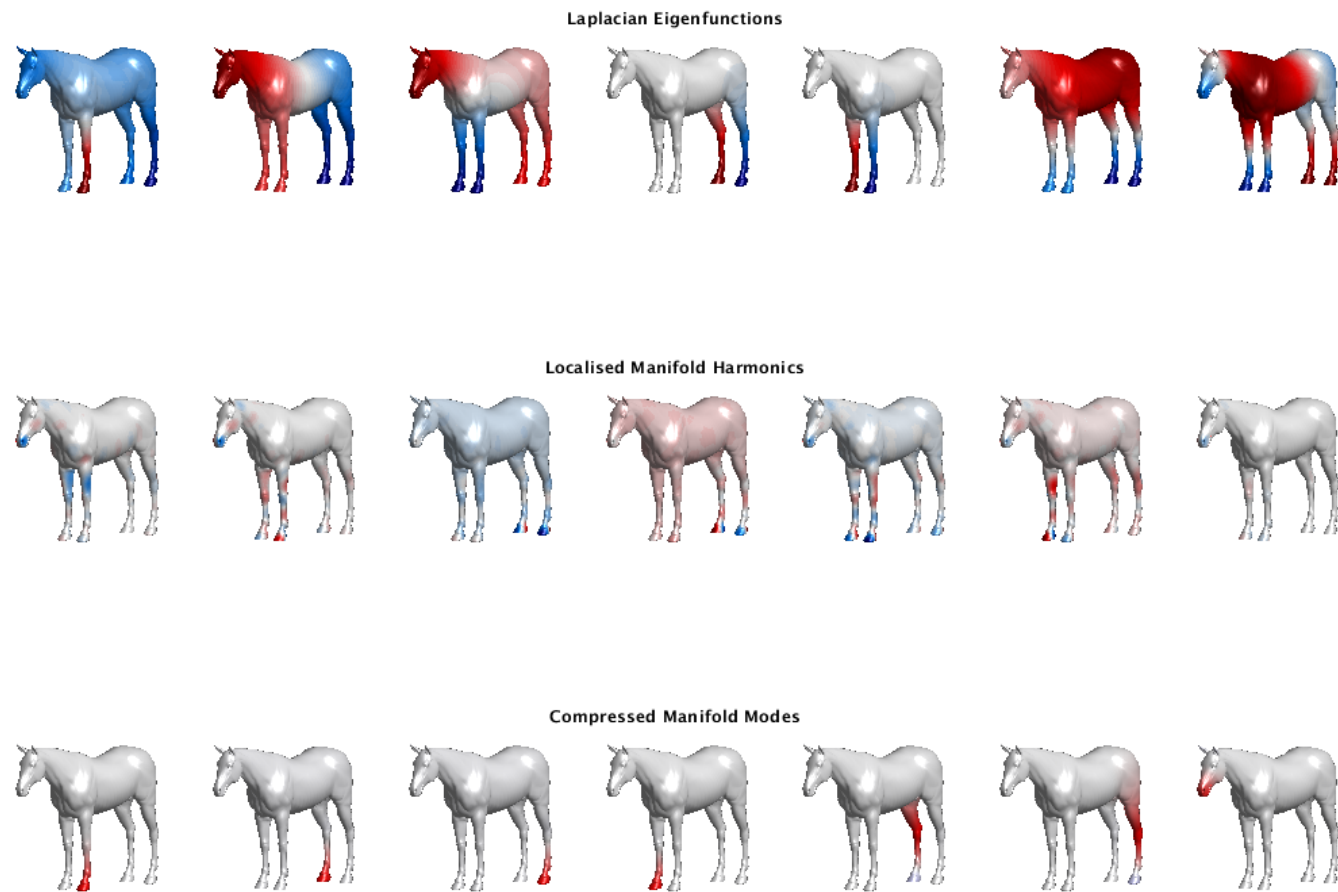 Laplacian Eigenfunctions
Localised Manifold Harmonics
Compressed Manifold Modes